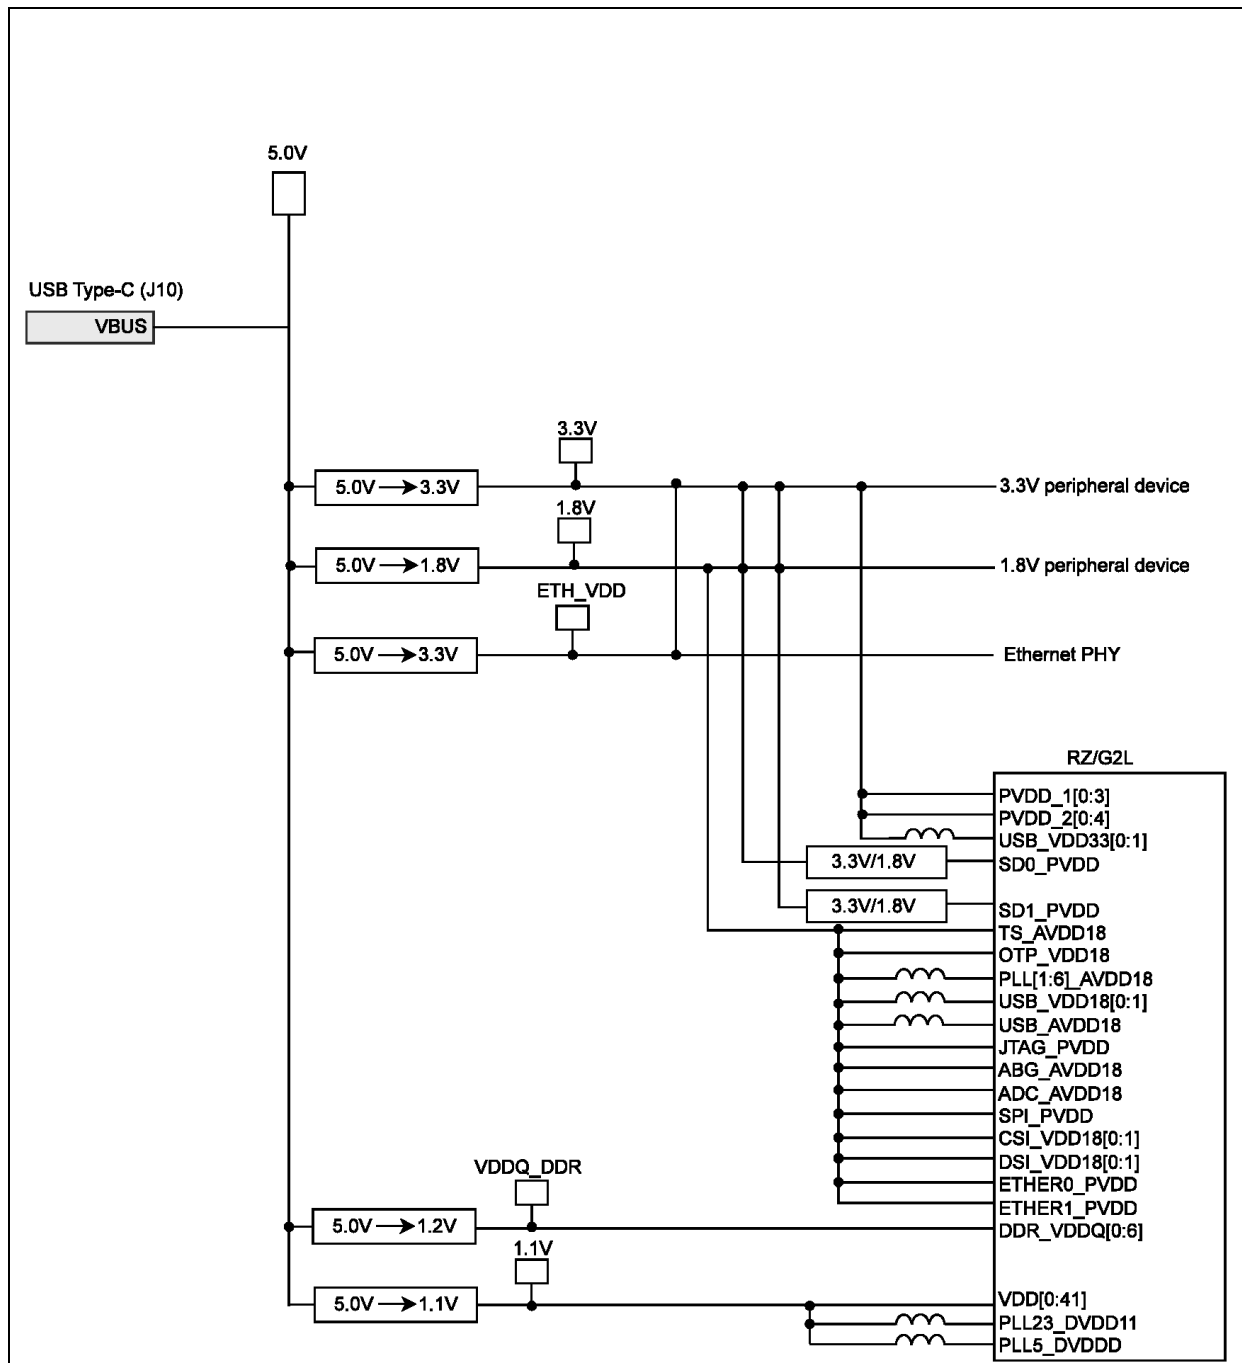 5.0V
USB Type-C (J10)
VBUS
3.3V
5.0V → 3.3V
3.3V peripheral device
1.8V
5.0V → 1.8V
1.8V peripheral device
ETH_VDD
5.0V → 3.3V
Ethernet PHY
RZ/G2L
PVDD_1[0:3]
PVDD_2[0:4]
USB_VDD33[0:1]
3.3V/1.8V
SD0_PVDD
3.3V/1.8V
SD1_PVDD
TS_AVDD18
OTP_VDD18
PLL[1:6]_AVDD18
USB_VDD18[0:1]
USB_AVDD18
JTAG_PVDD
ABG_AVDD18
ADC_AVDD18
SPI_PVDD
CSI_VDD18[0:1]
DSI_VDD18[0:1]
ETHER0_PVDD
ETHER1_PVDD
VDDQ_DDR
5.0V → 1.2V
DDR_VDDQ[0:6]
1.1V
5.0V → 1.1V
VDD[0:41]
PLL23_DVDD11
PLL5_DVDDD